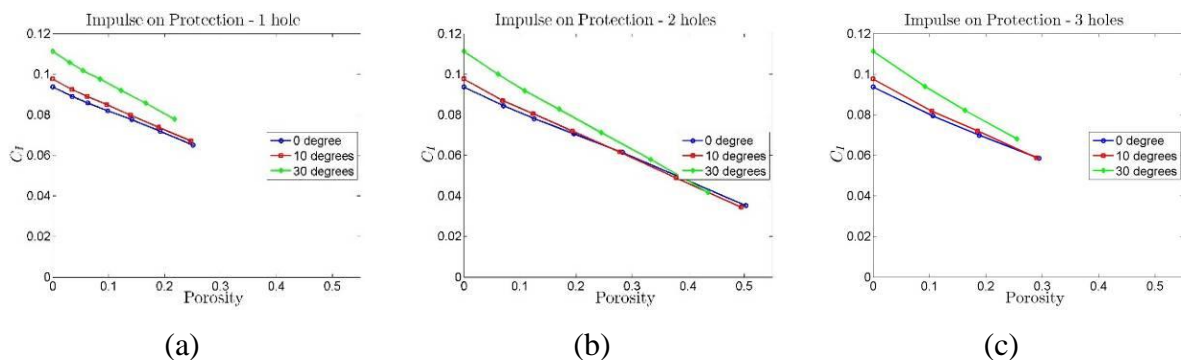 Impulse on Protection - 1 hole
0.12
0.1
0.08
0.06
0.04
0.02
0
C_I
0 degree
10 degrees
30 degrees
0 0.1 0.2 0.3 0.4 0.5
Porosity
(a)
Impulse on Protection - 2 holes
0.12
0.1
0.08
0.06
0.04
0.02
0
C_I
0 degree
10 degrees
30 degrees
0 0.1 0.2 0.3 0.4 0.5
Porosity
(b)
Impulse on Protection - 3 holes
0.12
0.1
0.08
0.06
0.04
0.02
0
C_I
0 degree
10 degrees
30 degrees
0 0.1 0.2 0.3 0.4 0.5
Porosity
(c)